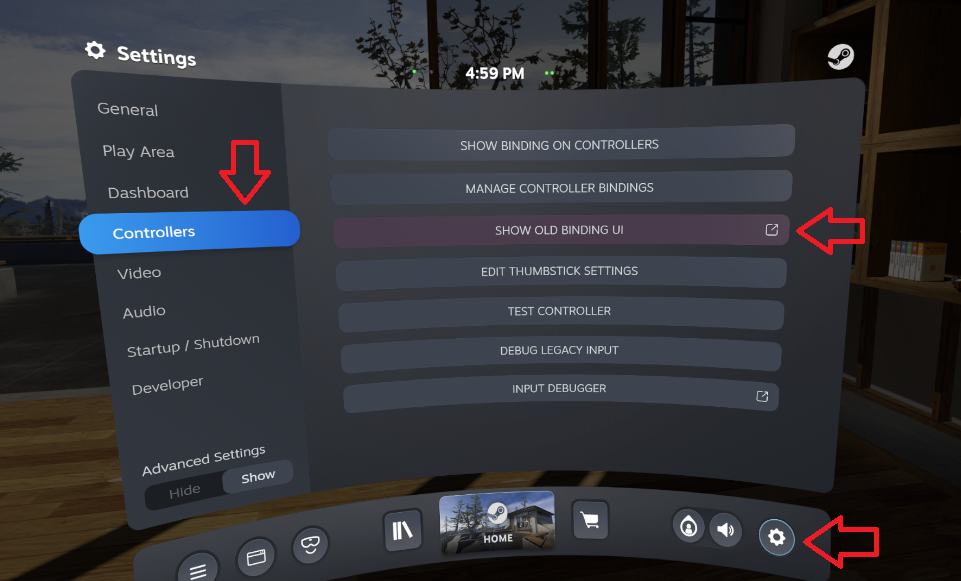 Settings
4:59 PM
General
Play Area
Dashboard
Controllers
Video
Audio
Startup / Shutdown
Developer
Advanced Settings
Hide
Show
SHOW BINDING ON CONTROLLERS
MANAGE CONTROLLER BINDINGS
SHOW OLD BINDING UI
EDIT THUMBSTICK SETTINGS
TEST CONTROLLER
DEBUG LEGACY INPUT
INPUT DEBUGGER
HOME